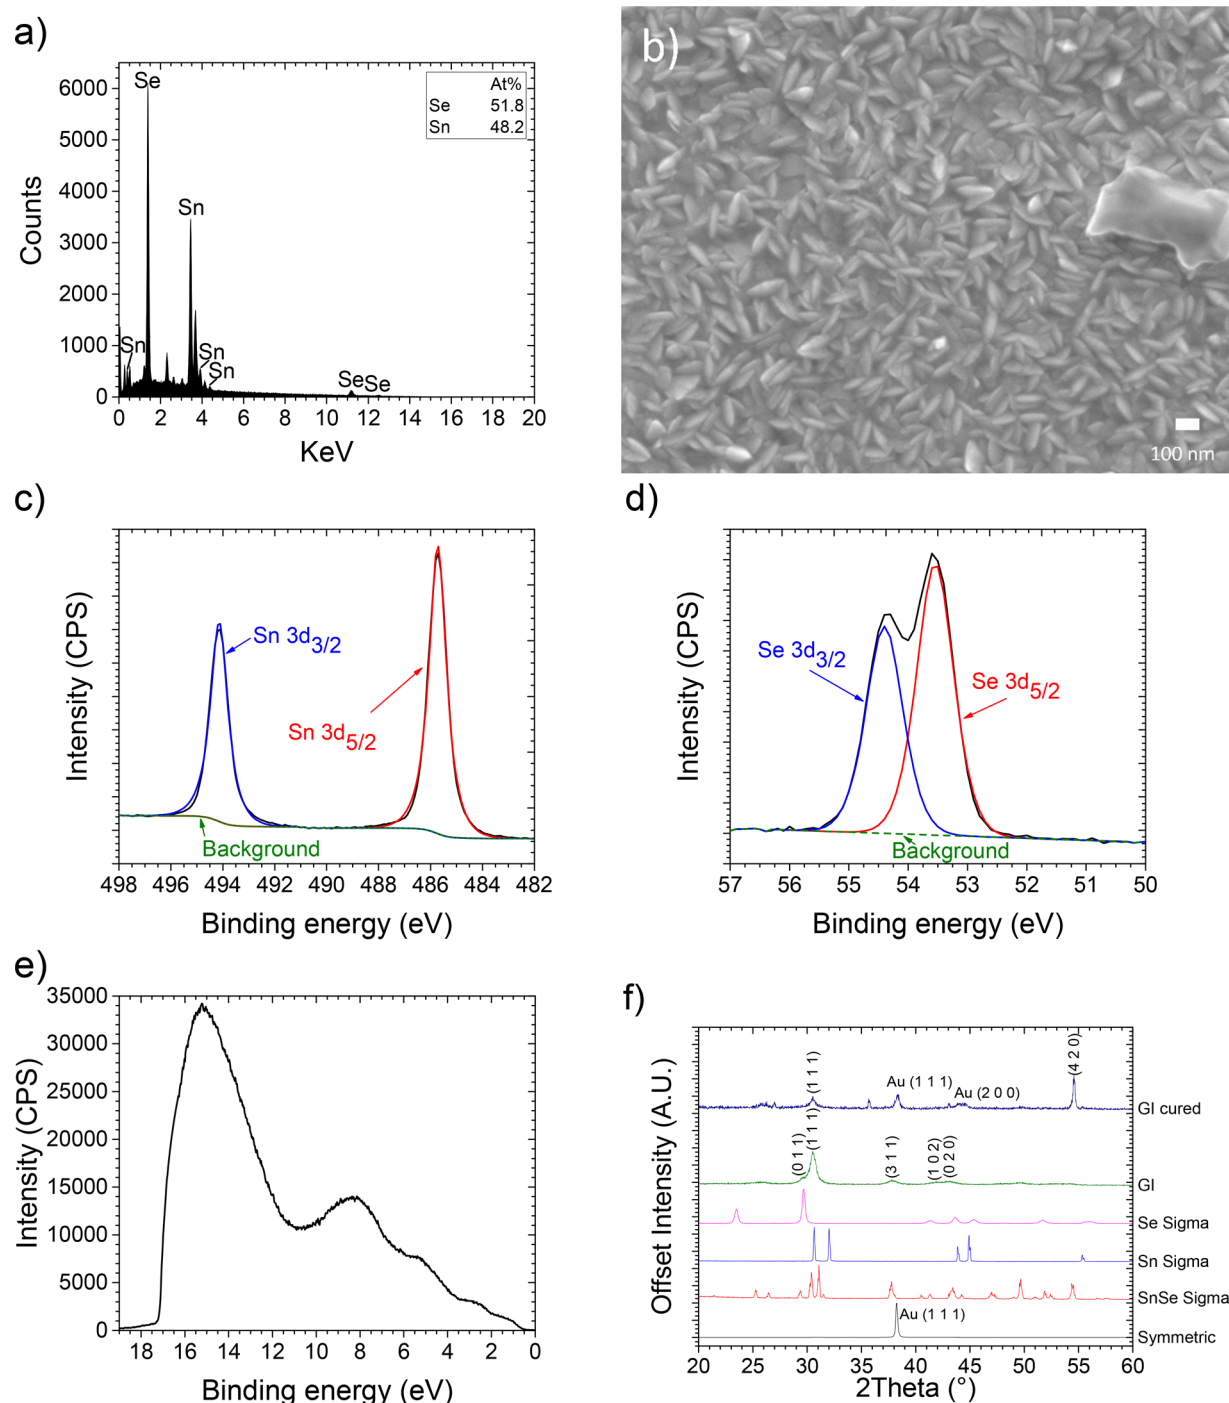 a)
Counts
6000
5000
4000
3000
2000
1000
0
Se
Sn
Sn
Sn
Sn
Se Se
At%
Se 51.8
Sn 48.2
0 2 4 6 8 10 12 14 16 18 20
KeV
b)
100 nm
c)
Intensity (CPS)
Sn 3d3/2
Sn 3d5/2
Background
498 496 494 492 490 488 486 484 482
Binding energy (eV)
d)
Intensity (CPS)
Se 3d3/2
Se 3d5/2
Background
57 56 55 54 53 52 51 50
Binding energy (eV)
e)
Intensity (CPS)
35000
30000
25000
20000
15000
10000
5000
0
18 16 14 12 10 8 6 4 2 0
Binding energy (eV)
f)
Offset Intensity (A.U.)
(1 1 1)
Au (1 1 1)
Au (2 0 0)
(4 2 0)
GI cured
(0 1 1)
(1 1 1)
(3 1 1)
(1 0 2)
(0 2 0)
GI
Se Sigma
Sn Sigma
SnSe Sigma
Au (1 1 1)
Symmetric
20 25 30 35 40 45 50 55 60
2Theta (°)